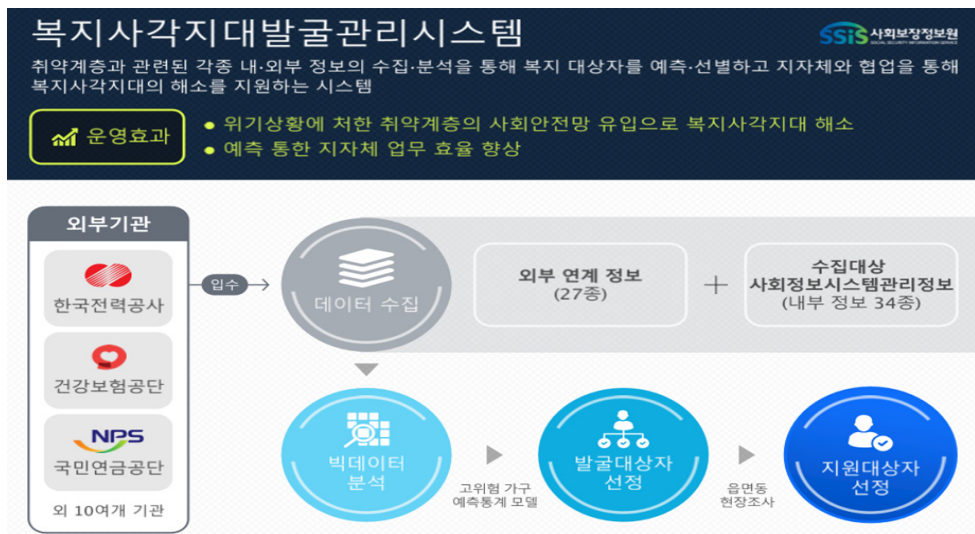 복지사각지대발굴관리시스템
SSiS 사회보장정보원
SOCIAL SECURITY INFORMATION SERVICE
취약계층과 관련된 각종 내·외부 정보의 수집·분석을 통해 복지 대상자를 예측·선별하고 지자체와 협업을 통해
복지사각지대의 해소를 지원하는 시스템
운영효과
• 위기상황에 처한 취약계층의 사회안전망 유입으로 복지사각지대 해소
• 예측 통한 지자체 업무 효율 향상
외부기관
한국전력공사
건강보험공단
NPS
국민연금공단
외 10여개 기관
입수
데이터 수집
외부 연계 정보
(27종)
+
수집대상
사회정보시스템관리정보
(내부 정보 34종)
빅데이터
분석
고위험 가구
예측통계 모델
발굴대상자
선정
읍면동
현장조사
지원대상자
선정